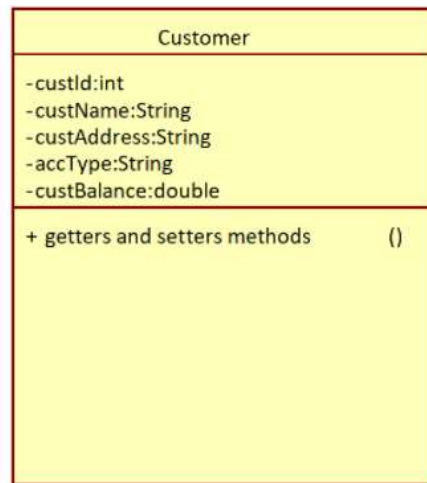 Customer
-custId:int
-custName:String
-custAddress:String
-accType:String
-custBalance:double
+ getters and setters methods ()